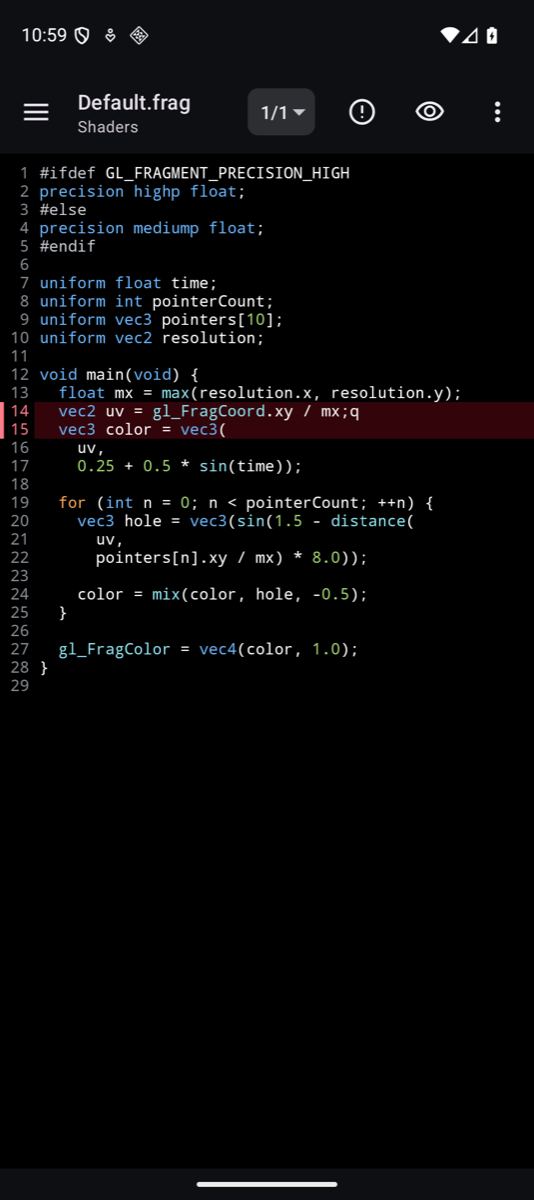 10:59
Default.frag
Shaders
1/1
1 #ifdef GL_FRAGMENT_PRECISION_HIGH
2 precision highp float;
3 #else
4 precision mediump float;
5 #endif
6
7 uniform float time;
8 uniform int pointerCount;
9 uniform vec3 pointers[10];
10 uniform vec2 resolution;
11
12 void main(void) {
13   float mx = max(resolution.x, resolution.y);
14   vec2 uv = gl_FragCoord.xy / mx;q
15   vec3 color = vec3(
16     uv,
17     0.25 + 0.5 * sin(time));
18
19   for (int n = 0; n < pointerCount; ++n) {
20     vec3 hole = vec3(sin(1.5 - distance(
21       uv,
22       pointers[n].xy / mx) * 8.0));
23
24     color = mix(color, hole, -0.5);
25   }
26
27   gl_FragColor = vec4(color, 1.0);
28 }
29